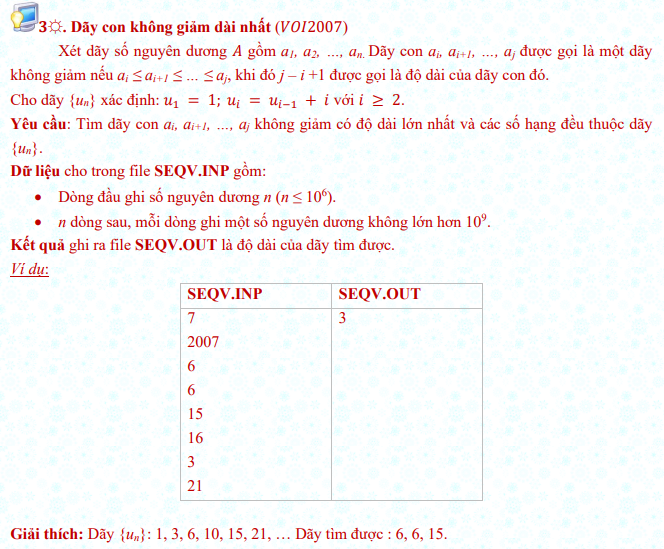 3☼. Dãy con không giảm dài nhất (VOI2007)
Xét dãy số nguyên dương A gồm a₁, a₂, ..., aₙ. Dãy con aᵢ, aᵢ₊₁, ..., aⱼ được gọi là một dãy
không giảm nếu aᵢ ≤ aᵢ₊₁ ≤ ... ≤ aⱼ, khi đó j – i +1 được gọi là độ dài của dãy con đó.
Cho dãy {uₙ} xác định: u₁ = 1; uᵢ = uᵢ₋₁ + i với i ≥ 2.
Yêu cầu: Tìm dãy con aᵢ, aᵢ₊₁, ..., aⱼ không giảm có độ dài lớn nhất và các số hạng đều thuộc dãy
{uₙ}.
Dữ liệu cho trong file SEQV.INP gồm:
• Dòng đầu ghi số nguyên dương n (n ≤ 10⁶).
• n dòng sau, mỗi dòng ghi một số nguyên dương không lớn hơn 10⁹.
Kết quả ghi ra file SEQV.OUT là độ dài của dãy tìm được.
Ví dụ:
SEQV.INP SEQV.OUT
7 3
2007
6
6
15
16
3
21
Giải thích: Dãy {uₙ}: 1, 3, 6, 10, 15, 21, … Dãy tìm được : 6, 6, 15.